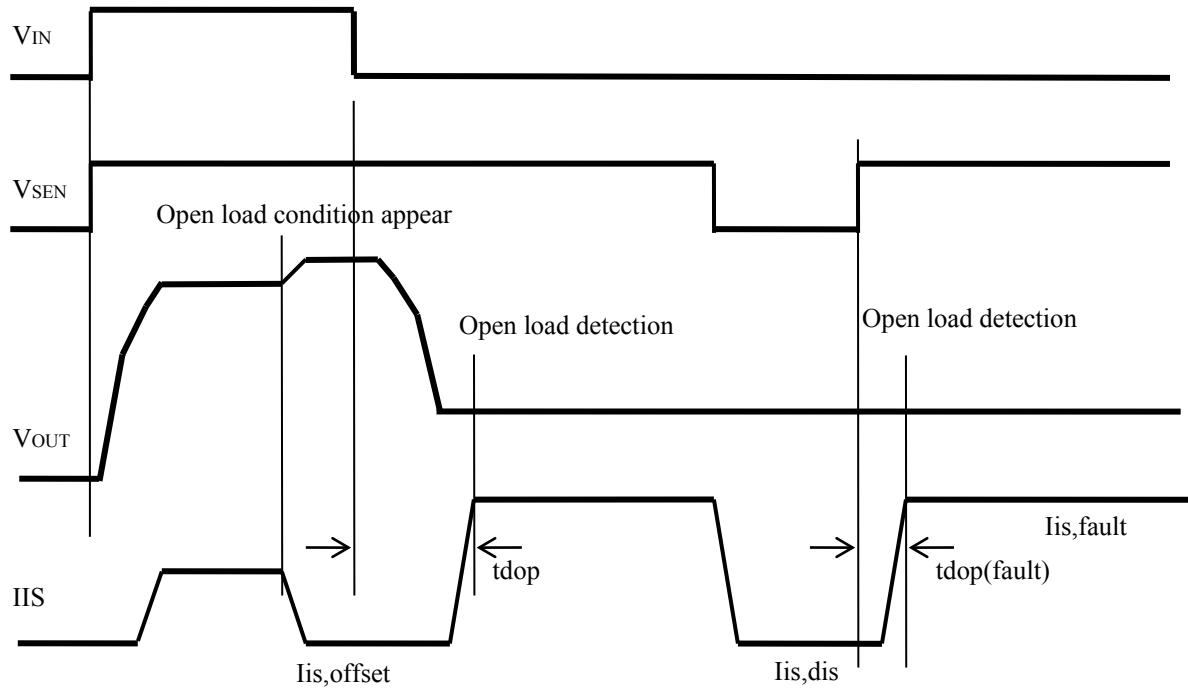 VIN
VSEN
Open load condition appear
Open load detection
Open load detection
VOUT
Iis,fault
tdop
tdop(fault)
IIS
Iis,offset
Iis,dis